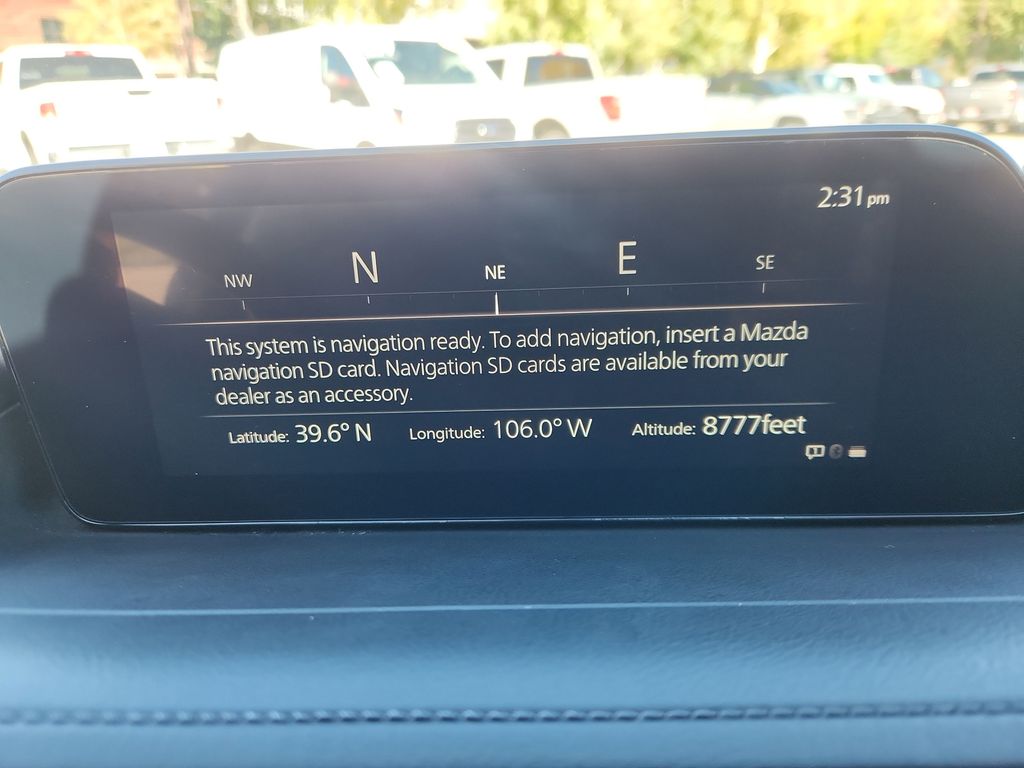 2:31 pm
NW N NE E SE
This system is navigation ready. To add navigation, insert a Mazda
navigation SD card. Navigation SD cards are available from your
dealer as an accessory.
Latitude: 39.6° N Longitude: 106.0° W Altitude: 8777feet